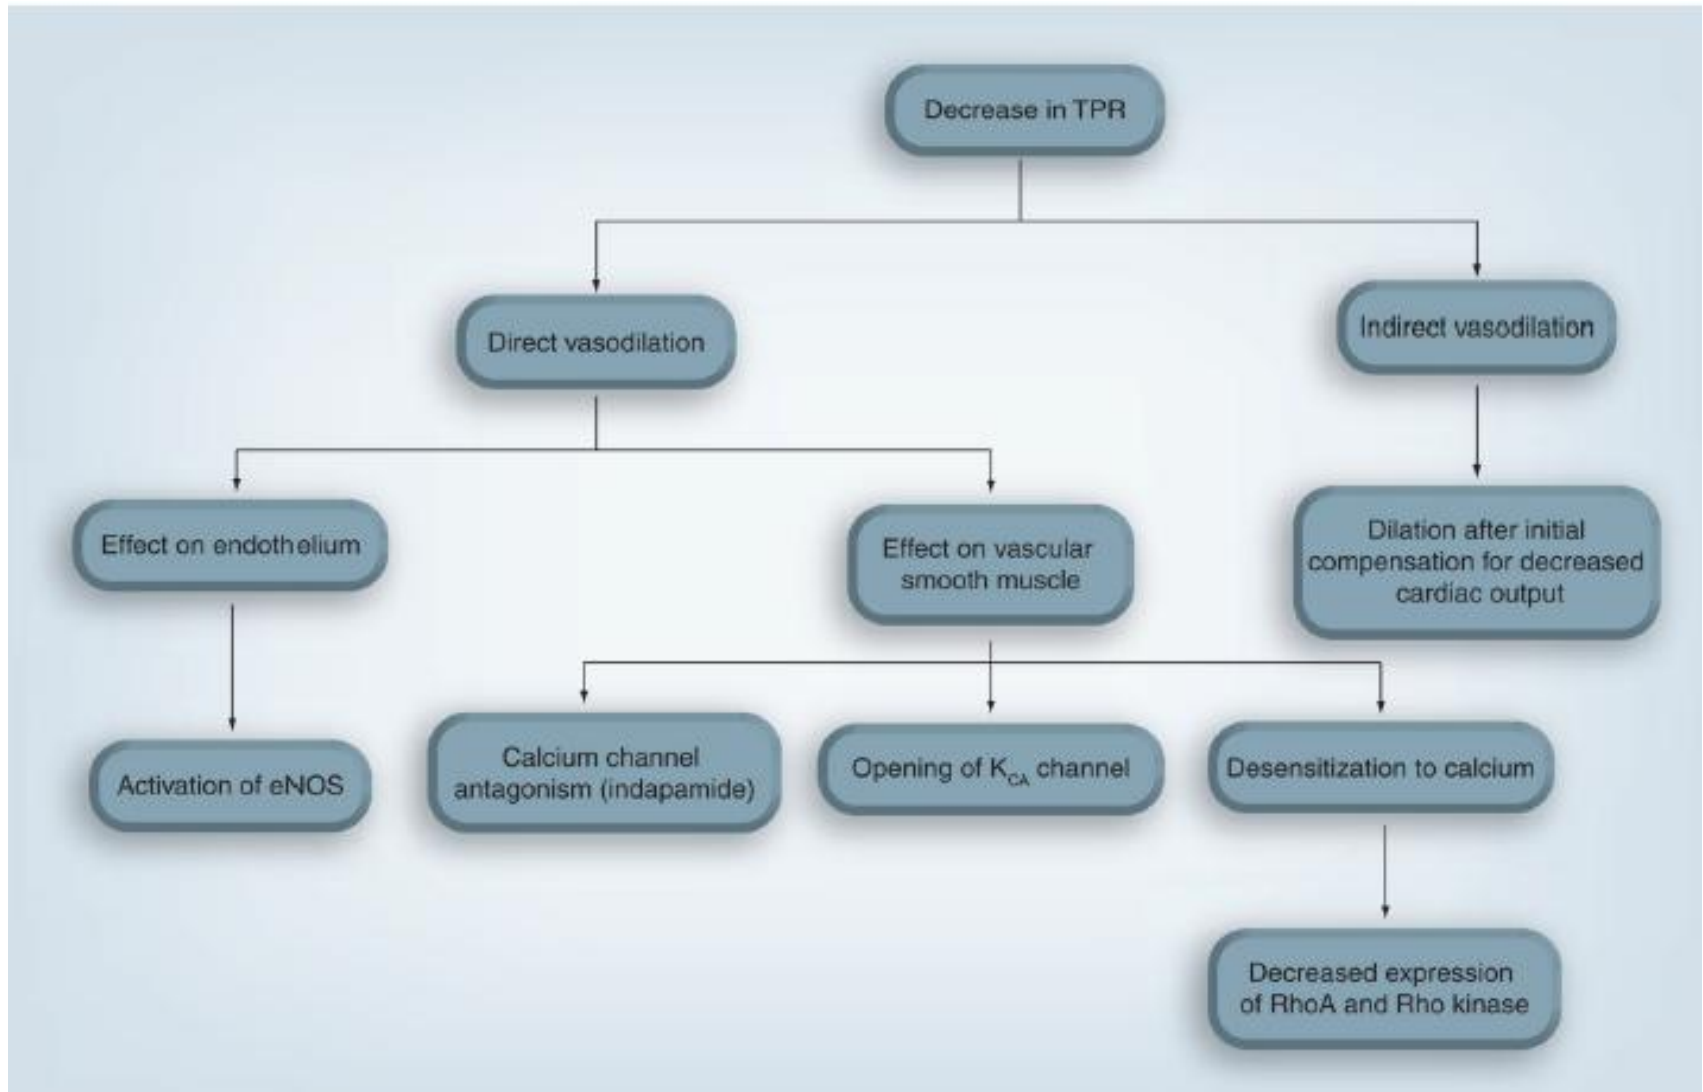 Decrease in TPR
Direct vasodilation
Indirect vasodilation
Effect on endothelium
Effect on vascular
smooth muscle
Dilation after initial
compensation for decreased
cardiac output
Activation of eNOS
Calcium channel
antagonism (indapamide)
Opening of K_CA channel
Desensitization to calcium
Decreased expression
of RhoA and Rho kinase